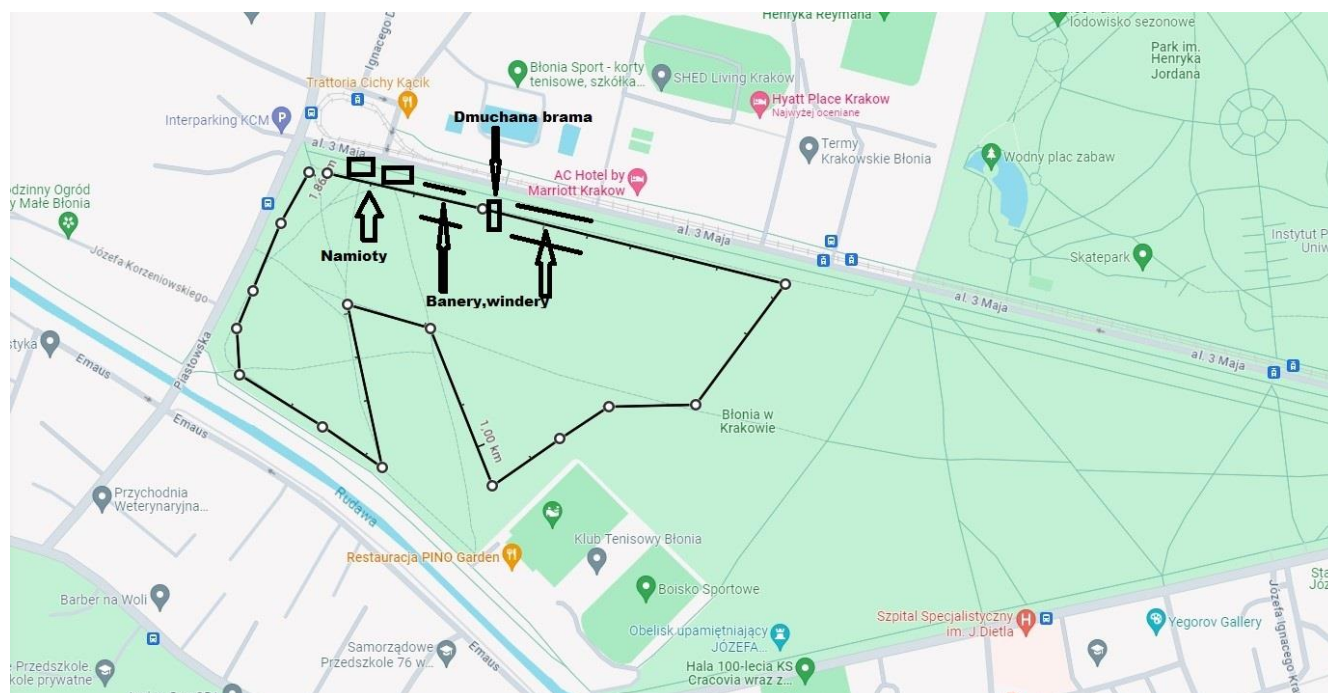 Henryka Reymana
lodowisko sezonowe
Park im.
Henryka
Jordana
Ignacego
Błonia Sport - korty
tenisowe, szkółka...
SHED Living Kraków
Trattoria Cichy Kącik
Hyatt Place Krakow
Najwyżej oceniane
Interparking KCM
P
Dmuchana brama
al. 3 Maja
Termy
Krakowskie Błonia
Wodny plac zabaw
AC Hotel by
Marriott Krakow
Małe Błonia
Namioty
Józefa Korzeniowskiego
Banery,windery
al. 3 Maja
Skatepark
Instytut
al. 3 Maja
al. 3 Maja
Emaus
Piastowska
Emaus
Błonia w
Krakowie
1,00 km
Przychodnia
Weterynaryjna...
Rudawa
Klub Tenisowy Błonia
Restauracja PINO Garden
Boisko Sportowe
Barber na Woli
Szpital Specjalistyczny
im. J.Dietla
H
Yegorov Gallery
Józefa Ignacego
Obelisk upamiętniający
JÓZEFA...
Samorządowe
Przedszkole 76 w...
Emaus
Hala 100-lecia KS
Cracovia wraz z...
Przedszkole.
prywatne